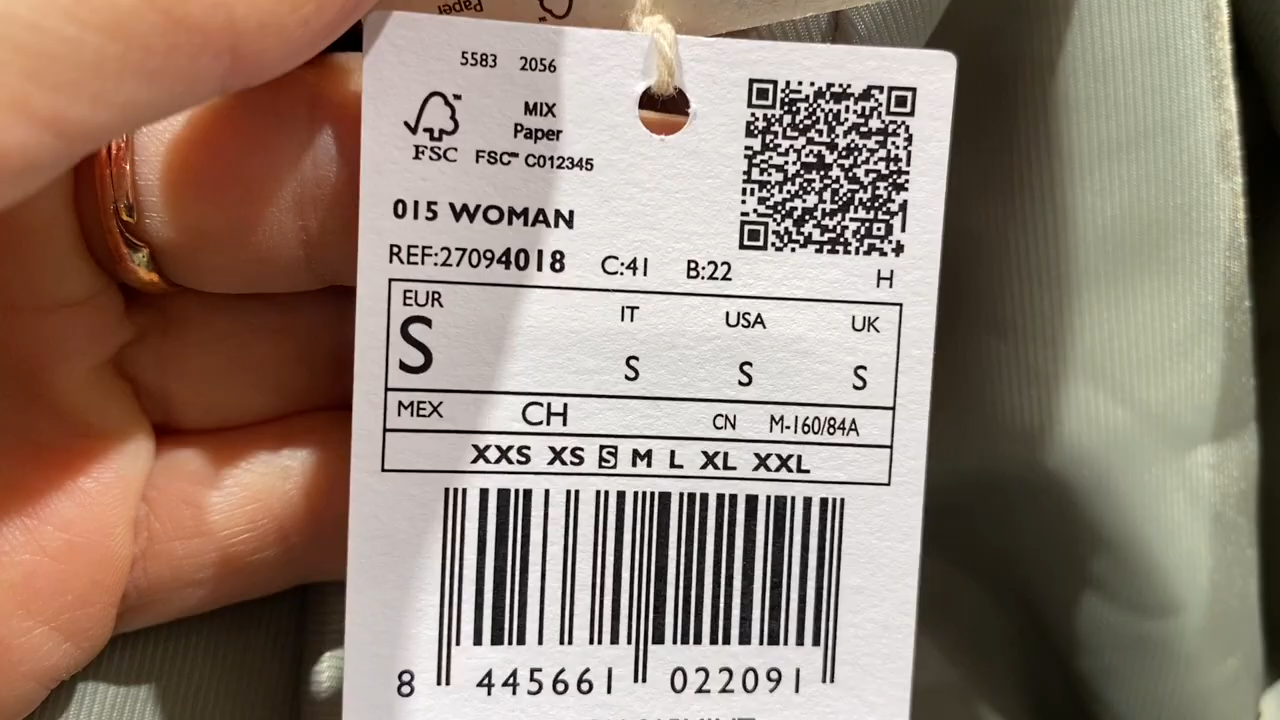 Paper
5583 2056
MIX
Paper
FSC™ C012345
FSC
015 WOMAN
REF:27094018 C:41 B:22 H
EUR IT USA UK
S S S S
MEX CH CN M-160/84A
XXS XS S M L XL XXL
8 445661 022091